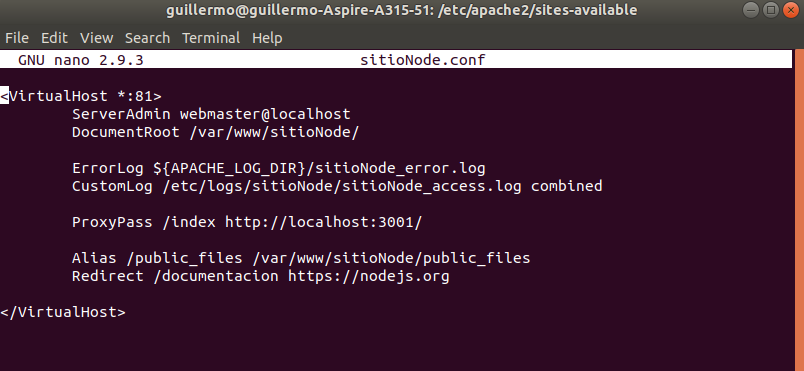 guillermo@guillermo-Aspire-A315-51: /etc/apache2/sites-available
File Edit View Search Terminal Help
GNU nano 2.9.3 sitioNode.conf
<VirtualHost *:81>
ServerAdmin webmaster@localhost
DocumentRoot /var/www/sitioNode/
ErrorLog ${APACHE_LOG_DIR}/sitioNode_error.log
CustomLog /etc/logs/sitioNode/sitioNode_access.log combined
ProxyPass /index http://localhost:3001/
Alias /public_files /var/www/sitioNode/public_files
Redirect /documentacion https://nodejs.org
</VirtualHost>